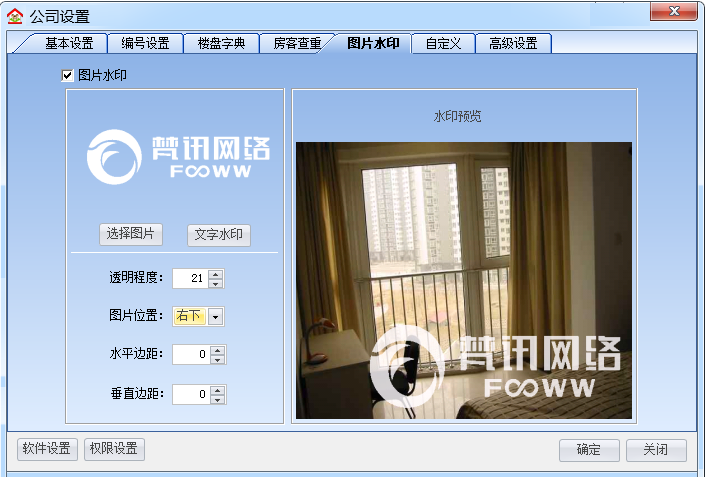 公司设置
基本设置 编号设置 楼盘字典 房客查重 图片水印 自定义 高级设置
图片水印
梵讯网络
FOOWW
选择图片 文字水印
透明程度: 21
图片位置: 右下
水平边距: 0
垂直边距: 0
水印预览
梵讯网络
FOOWW
软件设置 权限设置 确定 关闭